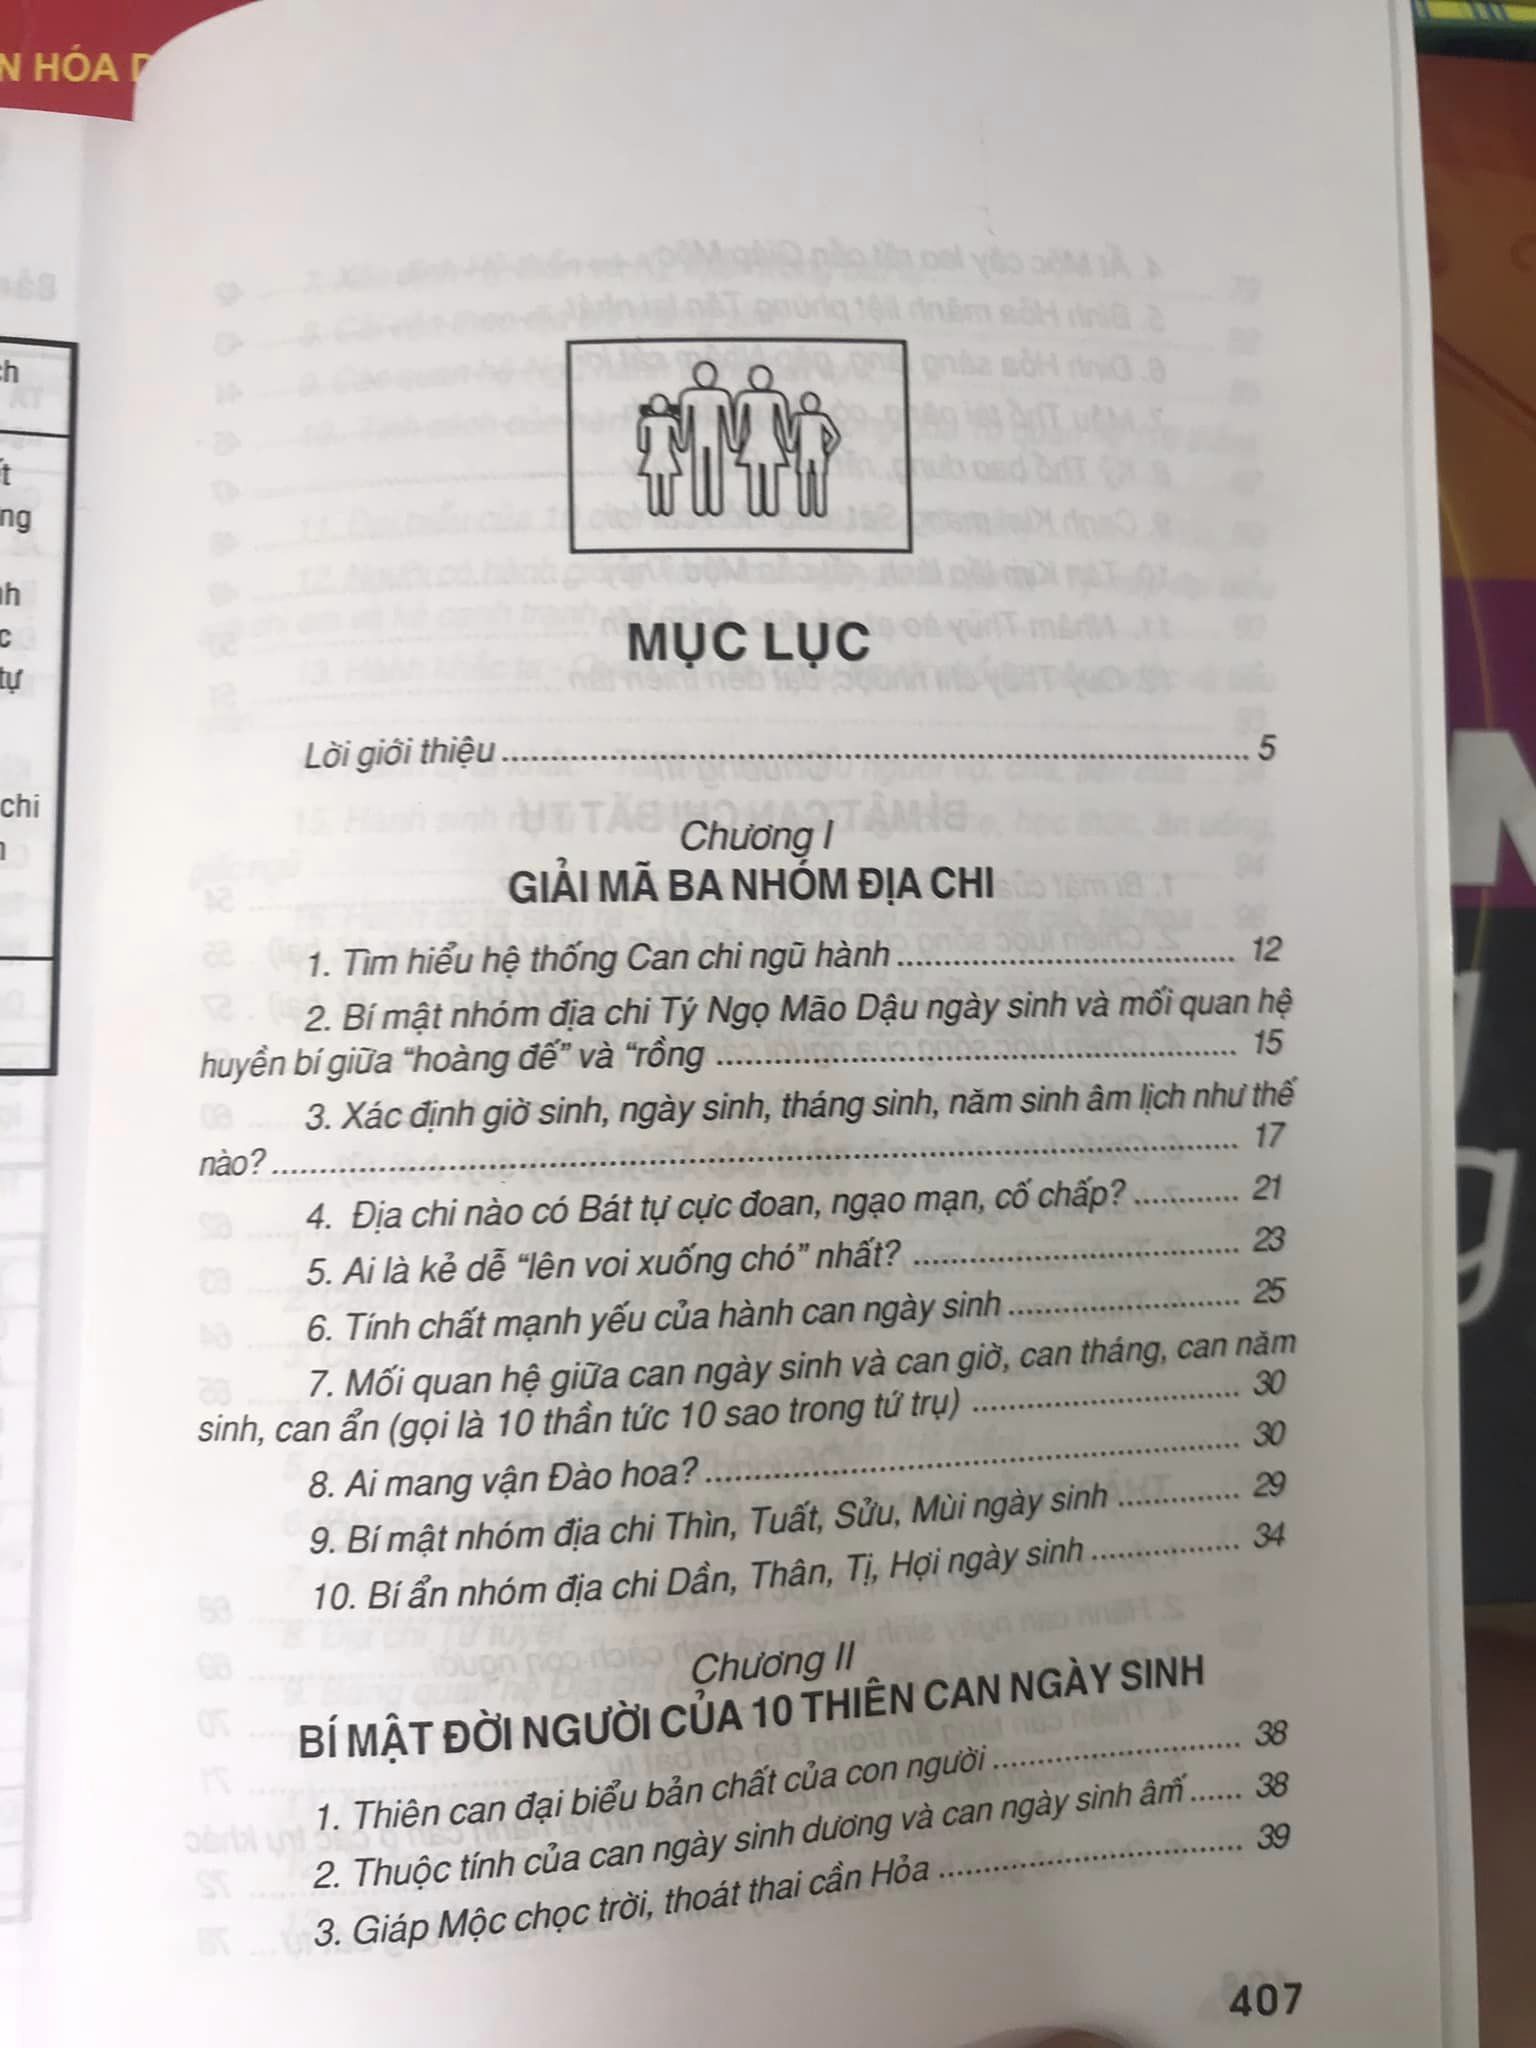 N HÓA D
ch
ng
nh
tự
chi
MỤC LỤC
Lời giới thiệu ........ 5
Chương I
GIẢI MÃ BA NHÓM ĐỊA CHI
1. Tìm hiểu hệ thống Can chi ngũ hành ........ 12
2. Bí mật nhóm địa chi Tý Ngọ Mão Dậu ngày sinh và mối quan hệ
huyền bí giữa “hoàng đế” và “rồng ........ 15
3. Xác định giờ sinh, ngày sinh, tháng sinh, năm sinh âm lịch như thế
nào? ........ 17
4. Địa chi nào có Bát tự cực đoan, ngạo mạn, cố chấp? ........ 21
5. Ai là kẻ dễ “lên voi xuống chó” nhất? ........ 23
6. Tính chất mạnh yếu của hành can ngày sinh ........ 25
7. Mối quan hệ giữa can ngày sinh và can giờ, can tháng, can năm
sinh, can ẩn (gọi là 10 thần tức 10 sao trong tứ trụ) ........ 30
8. Ai mang vận Đào hoa? ........ 30
9. Bí mật nhóm địa chi Thìn, Tuất, Sửu, Mùi ngày sinh ........ 29
10. Bí ẩn nhóm địa chi Dần, Thân, Tị, Hợi ngày sinh ........ 34
Chương II
BÍ MẬT ĐỜI NGƯỜI CỦA 10 THIÊN CAN NGÀY SINH
1. Thiên can đại biểu bản chất của con người ........ 38
2. Thuộc tính của can ngày sinh dương và can ngày sinh âm ...... 38
3. Giáp Mộc chọc trời, thoát thai cần Hỏa ........ 39
407